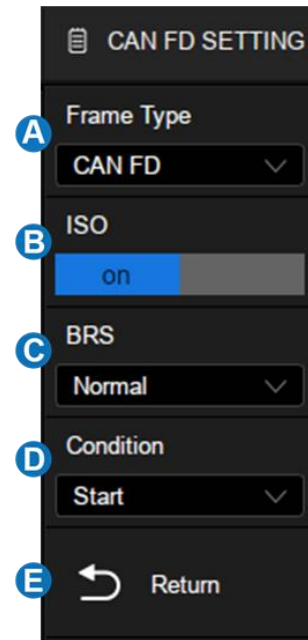 CAN FD SETTING
A
Frame Type
CAN FD
B
ISO
on
C
BRS
Normal
D
Condition
Start
E
Return